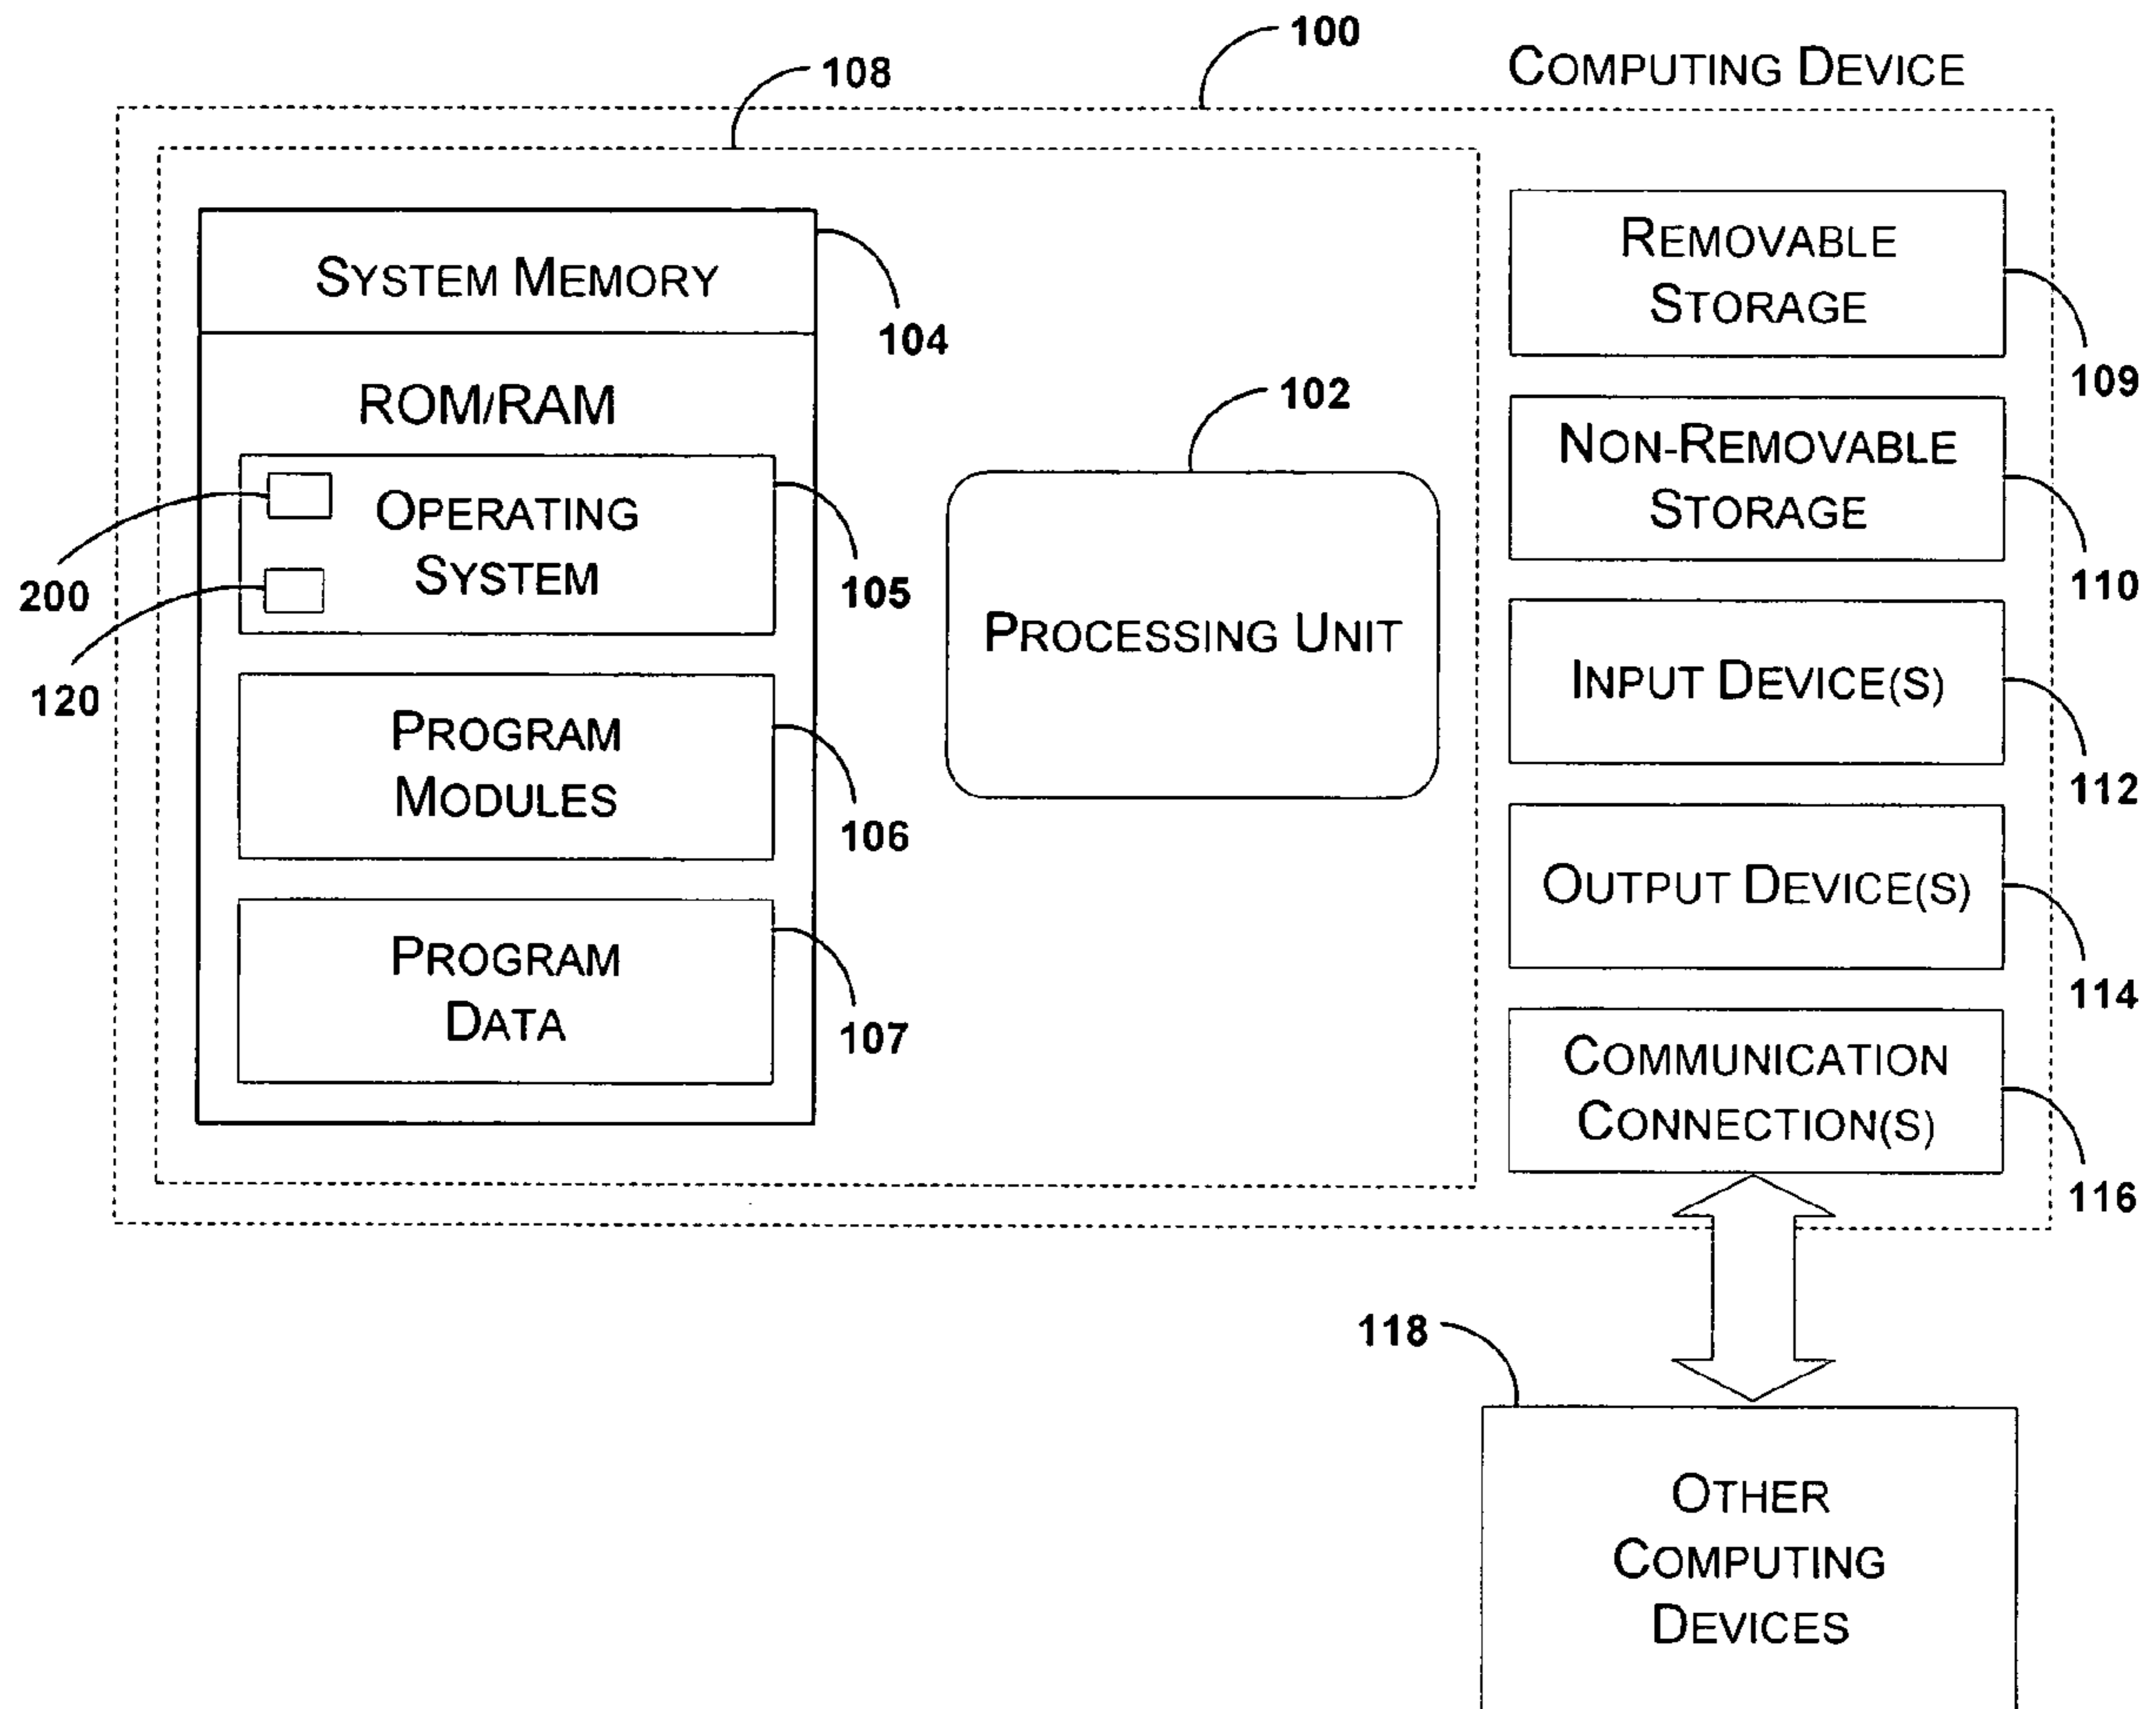 100
COMPUTING DEVICE
108
SYSTEM MEMORY
104
ROM/RAM
200
OPERATING
SYSTEM
105
120
PROGRAM
MODULES
106
PROGRAM
DATA
107
102
PROCESSING UNIT
REMOVABLE
STORAGE
109
NON-REMOVABLE
STORAGE
110
INPUT DEVICE(S)
112
OUTPUT DEVICE(S)
114
COMMUNICATION
CONNECTION(S)
116
118
OTHER
COMPUTING
DEVICES